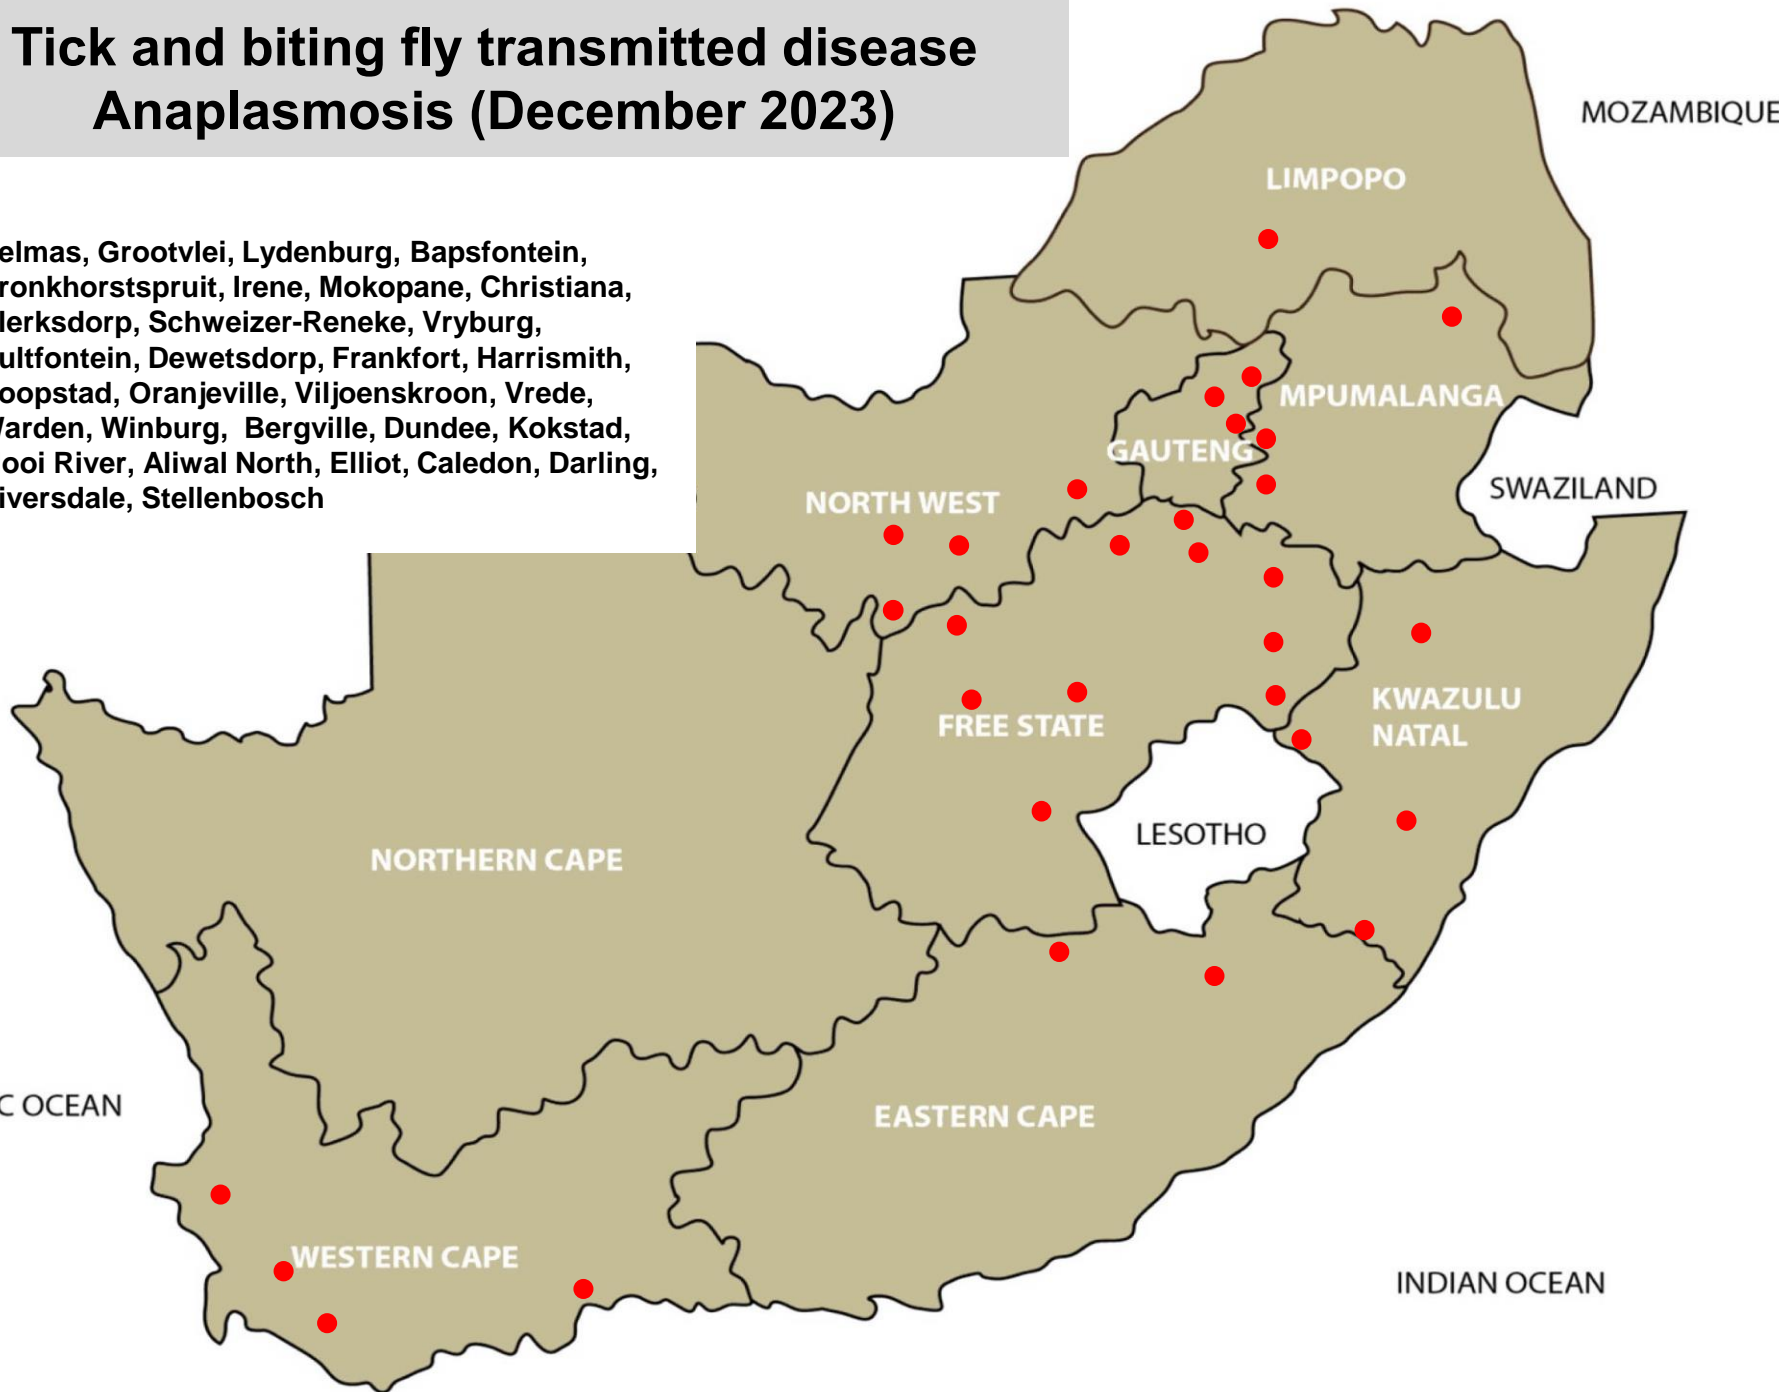 Tick and biting fly transmitted disease
Anaplasmosis (December 2023)
elmas, Grootvlei, Lydenburg, Bapsfontein,
ronkhorstspruit, Irene, Mokopane, Christiana,
lerksdorp, Schweizer-Reneke, Vryburg,
ultfontein, Dewetsdorp, Frankfort, Harrismith,
oopstad, Oranjeville, Viljoenskroon, Vrede,
Warden, Winburg, Bergville, Dundee, Kokstad,
ooi River, Aliwal North, Elliot, Caledon, Darling,
iversdale, Stellenbosch
MOZAMBIQUE
LIMPOPO
MPUMALANGA
GAUTENG
SWAZILAND
NORTH WEST
KWAZULU
NATAL
FREE STATE
LESOTHO
NORTHERN CAPE
C OCEAN
EASTERN CAPE
WESTERN CAPE
INDIAN OCEAN